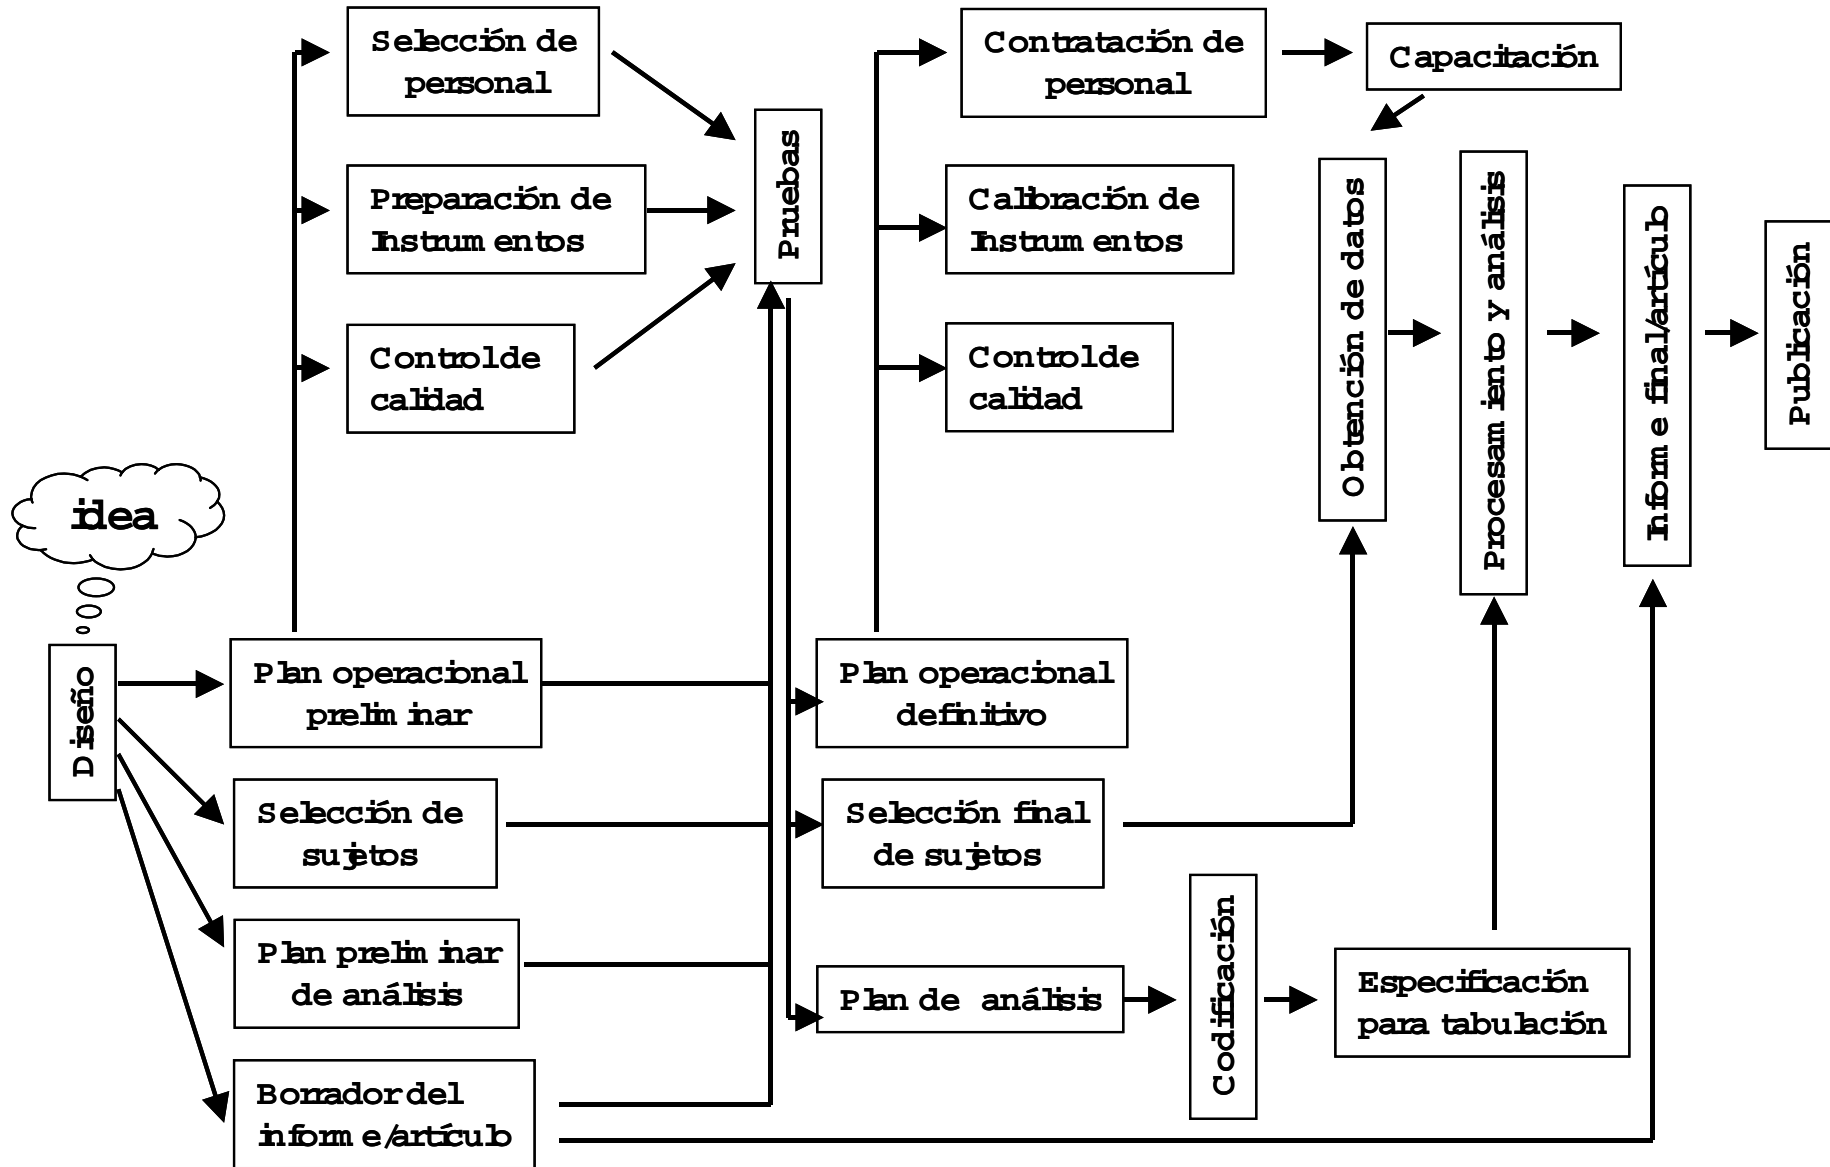 Selección de
personal
Preparación de
Instrumentos
Control de
calidad
Pruebas
Contratación de
personal
Capacitación
Calibración de
Instrumentos
Control de
calidad
Obtención de datos
Procesamiento y análisis
Informe final/artículo
Publicación
idea
Diseño
Plan operacional
preliminar
Selección de
sujetos
Plan preliminar
de análisis
Borrador del
informe/artículo
Plan operacional
definitivo
Selección final
de sujetos
Plan de análisis
Codificación
Especificación
para tabulación